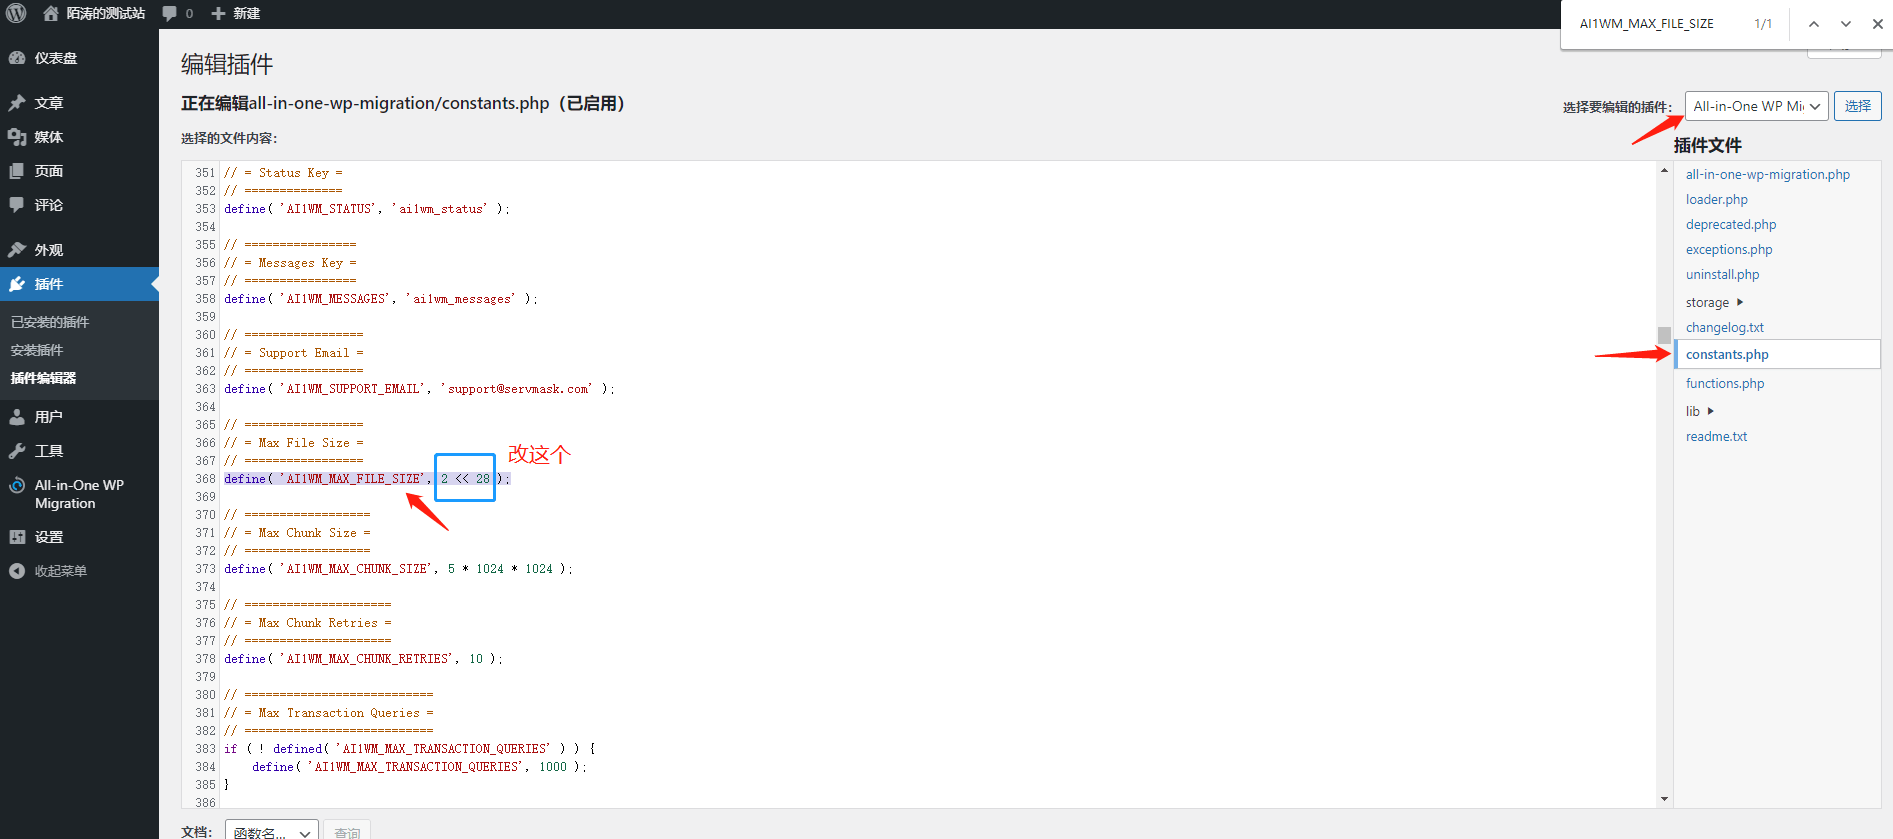 陌涛的测试站 0 新建
AI1WM_MAX_FILE_SIZE 1/1
仪表盘
文章
媒体
页面
评论
外观
插件
已安装的插件
安装插件
插件编辑器
用户
工具
All-in-One WP
Migration
设置
收起菜单
编辑插件
正在编辑all-in-one-wp-migration/constants.php（已启用）
选择要编辑的插件： All-in-One WP Mi 选择
选择的文件内容：
351 // = Status Key =
352 // ==============
353 define( 'AI1WM_STATUS', 'ai1wm_status' );
354
355 // ================
356 // = Messages Key =
357 // ================
358 define( 'AI1WM_MESSAGES', 'ai1wm_messages' );
359
360 // =================
361 // = Support Email =
362 // =================
363 define( 'AI1WM_SUPPORT_EMAIL', 'support@servmask.com' );
364
365 // =================
366 // = Max File Size =
367 // =================
改这个
368 define( 'AI1WM_MAX_FILE_SIZE', 2 << 28 );
369
370 // ==================
371 // = Max Chunk Size =
372 // ==================
373 define( 'AI1WM_MAX_CHUNK_SIZE', 5 * 1024 * 1024 );
374
375 // =====================
376 // = Max Chunk Retries =
377 // =====================
378 define( 'AI1WM_MAX_CHUNK_RETRIES', 10 );
379
380 // ===========================
381 // = Max Transaction Queries =
382 // ===========================
383 if ( ! defined( 'AI1WM_MAX_TRANSACTION_QUERIES' ) ) {
384     define( 'AI1WM_MAX_TRANSACTION_QUERIES', 1000 );
385 }
386
插件文件
all-in-one-wp-migration.php
loader.php
deprecated.php
exceptions.php
uninstall.php
storage
changelog.txt
constants.php
functions.php
lib
readme.txt
文档： 函数名... 查询